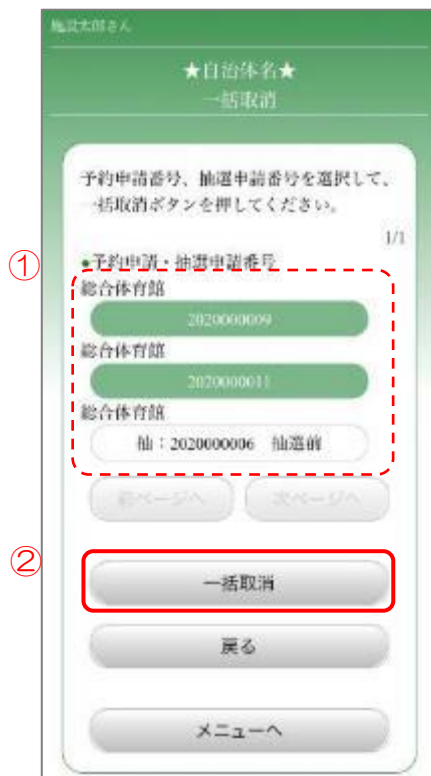 施設太郎さん
★自治体名★
一括取消
予約申請番号、抽選申請番号を選択して、
一括取消ボタンを押してください。
1/1
①
●予約申請・抽選申請番号
総合体育館
2020000009
総合体育館
2020000011
総合体育館
抽：2020000006 抽選前
前ページへ 次ページへ
②
一括取消
戻る
メニューへ